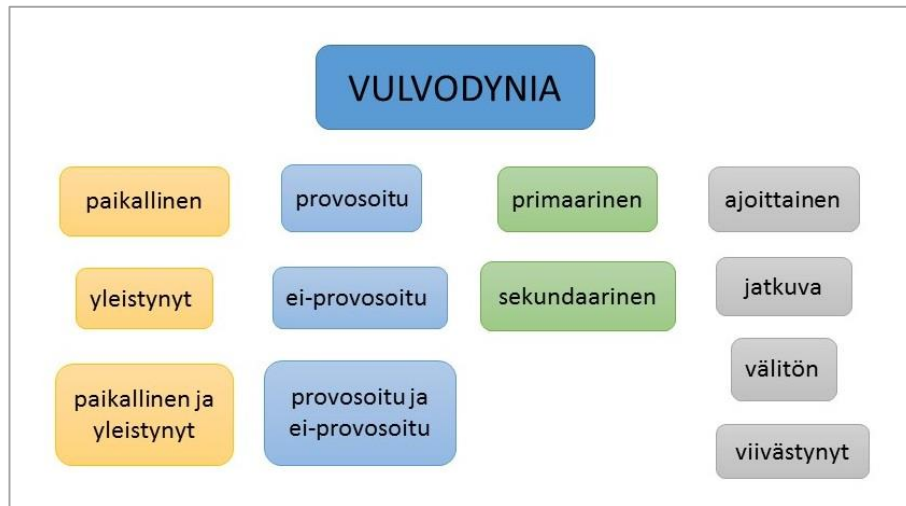 VULVODYNIA
paikallinen
provosoitu
primaarinen
ajoittainen
yleistynyt
ei-provosoitu
sekundaarinen
jatkuva
paikallinen ja
yleistynyt
provosoitu ja
ei-provosoitu
välitön
viivästynyt